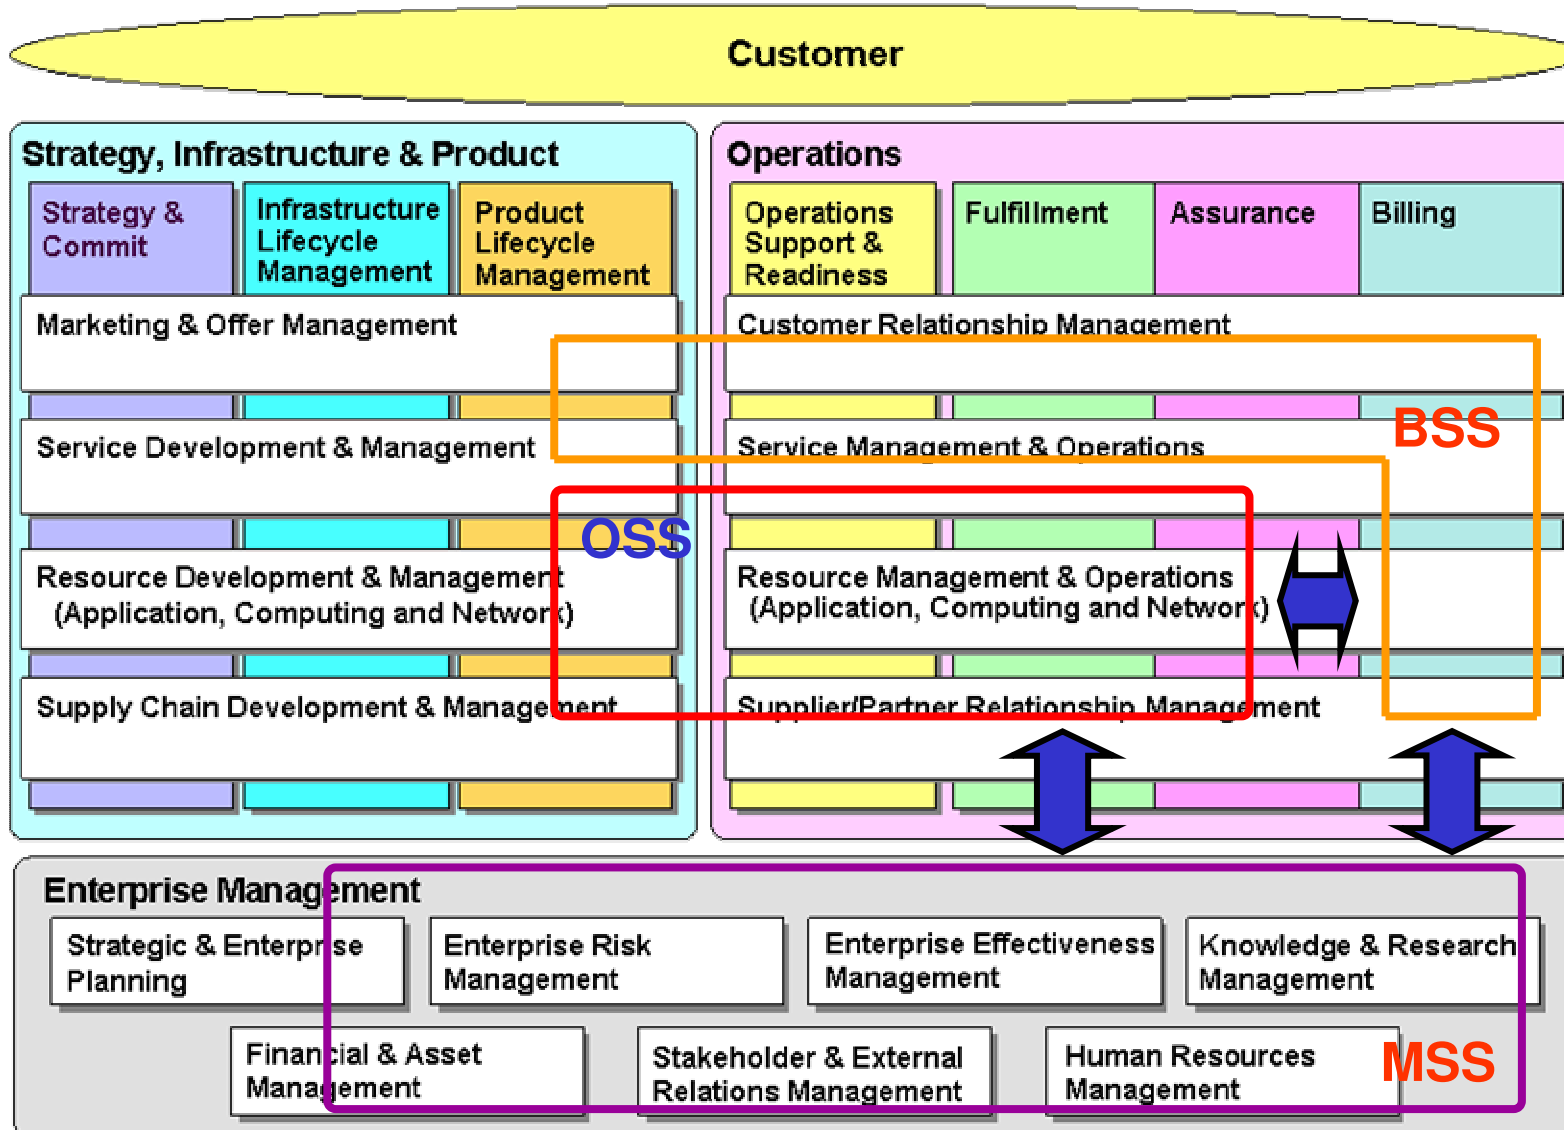 Customer
Strategy, Infrastructure & Product
Strategy &
Commit
Infrastructure
Lifecycle
Management
Product
Lifecycle
Management
Marketing & Offer Management
Service Development & Management
Resource Development & Management
(Application, Computing and Network)
Supply Chain Development & Management
Operations
Operations
Support &
Readiness
Fulfillment
Assurance
Billing
Customer Relationship Management
Service Management & Operations
Resource Management & Operations
(Application, Computing and Network)
Supplier/Partner Relationship Management
BSS
OSS
Enterprise Management
Strategic & Enterprise
Planning
Enterprise Risk
Management
Enterprise Effectiveness
Management
Knowledge & Research
Management
Financial & Asset
Management
Stakeholder & External
Relations Management
Human Resources
Management
MSS